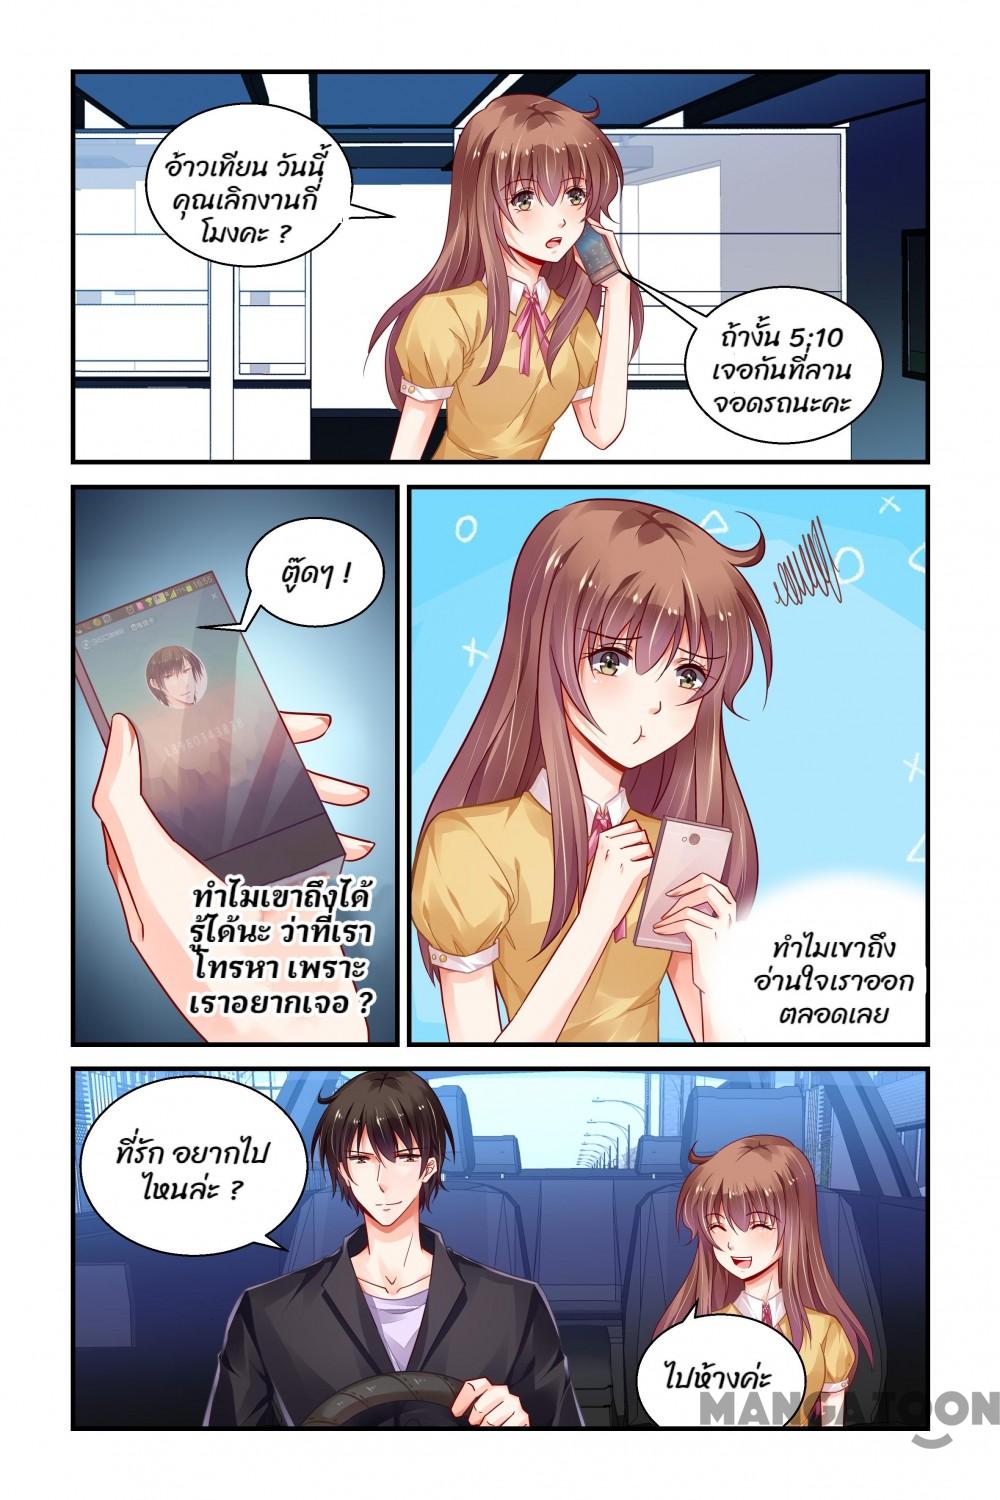 อ้าวเทียน วันนี้
คุณเลิกงานกี่
โมงคะ ?
ถ้างั้น 5:10
เจอกันที่ลาน
จอดรถนะคะ
ตู๊ดๆ !
16:55
ทำไมเขาถึงได้
รู้ได้นะ ว่าที่เรา
โทรหา เพราะ
เราอยากเจอ ?
ทำไมเขาถึง
อ่านใจเราออก
ตลอดเลย
ที่รัก อยากไป
ไหนล่ะ ?
ไปห้างค่ะ
MANGATOON